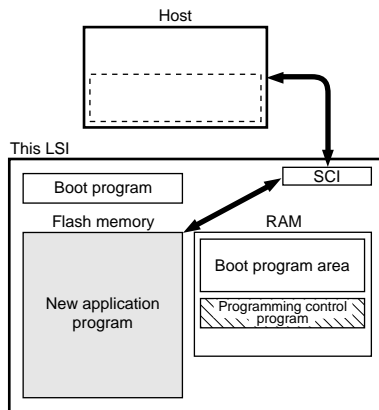 Host
This LSI
SCI
Boot program
Flash memory
RAM
Boot program area
New application
program
Programming control
program